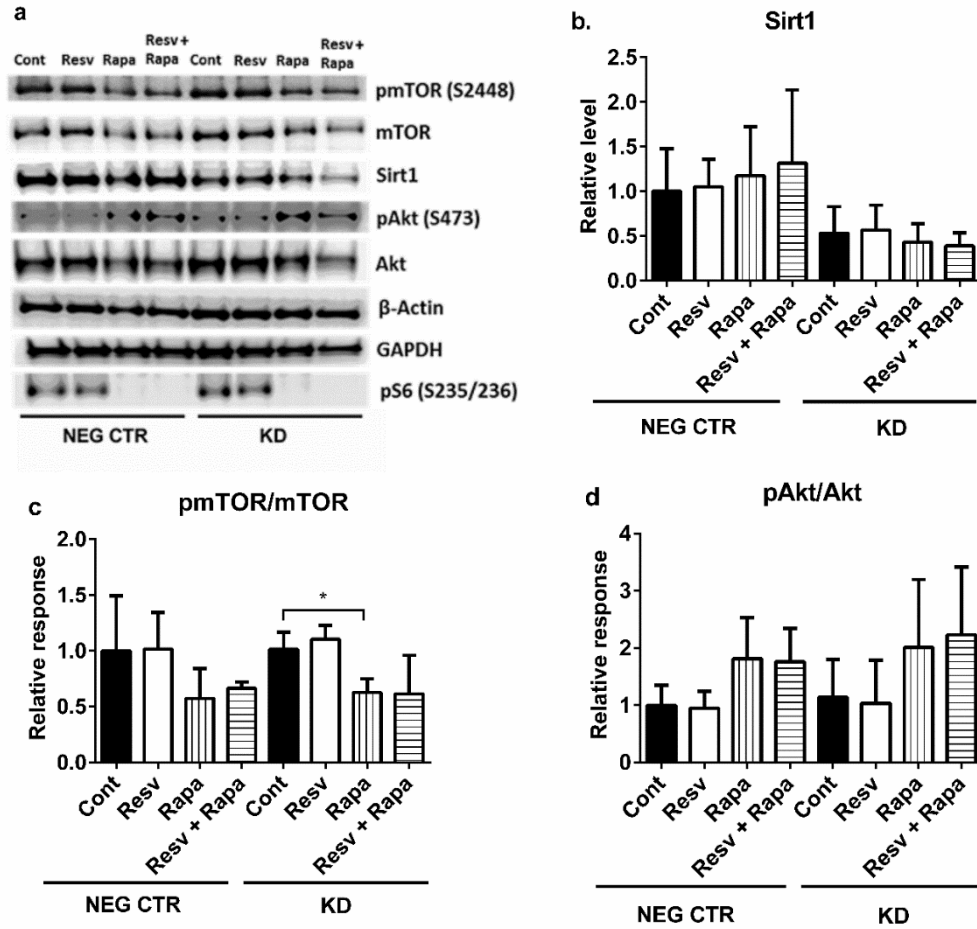 a
Cont Resv Rapa Resv+ Rapa Cont Resv Rapa Resv+ Rapa
pmTOR (S2448)
mTOR
Sirt1
pAkt (S473)
Akt
β-Actin
GAPDH
pS6 (S235/236)
NEG CTR KD
b.
Sirt1
Relative level
2.5
2.0
1.5
1.0
0.5
0.0
Cont Resv Rapa Resv + Rapa Cont Resv Rapa Resv + Rapa
NEG CTR KD
c
pmTOR/mTOR
Relative response
2.0
1.5
1.0
0.5
0.0
*
Cont Resv Rapa Resv + Rapa Cont Resv Rapa Resv + Rapa
NEG CTR KD
d
pAkt/Akt
Relative response
4
3
2
1
0
Cont Resv Rapa Resv + Rapa Cont Resv Rapa Resv + Rapa
NEG CTR KD